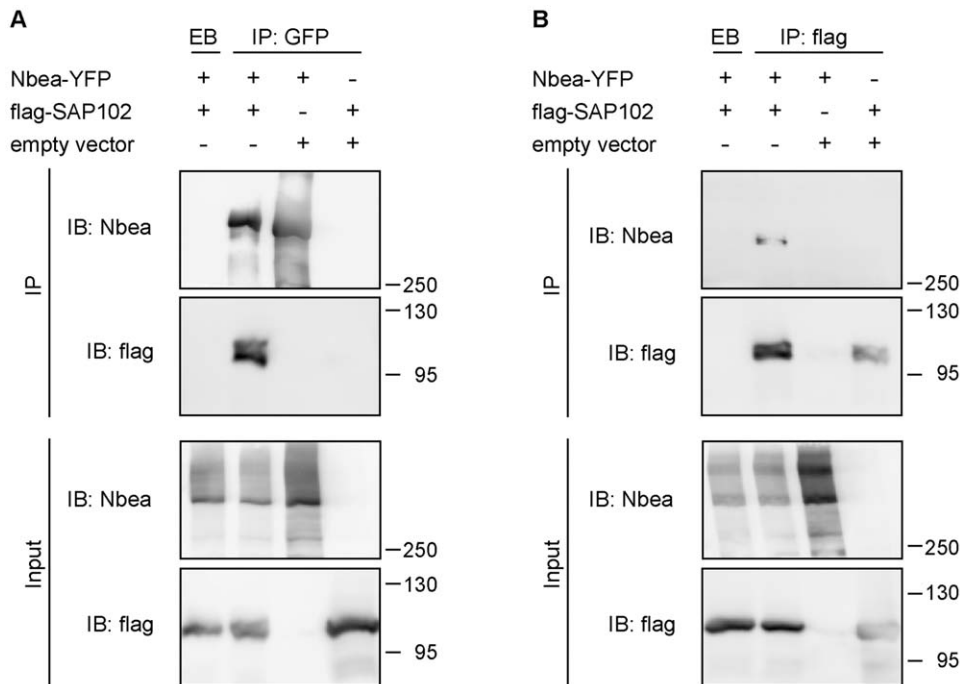 A
EB IP: GFP
Nbea-YFP + + + -
flag-SAP102 + + - +
empty vector - - + +
IP
IB: Nbea
250
130
IB: flag
95
Input
IB: Nbea
250
130
IB: flag
95
B
EB IP: flag
Nbea-YFP + + + -
flag-SAP102 + + - +
empty vector - - + +
IP
IB: Nbea
250
130
IB: flag
95
Input
IB: Nbea
250
130
IB: flag
95